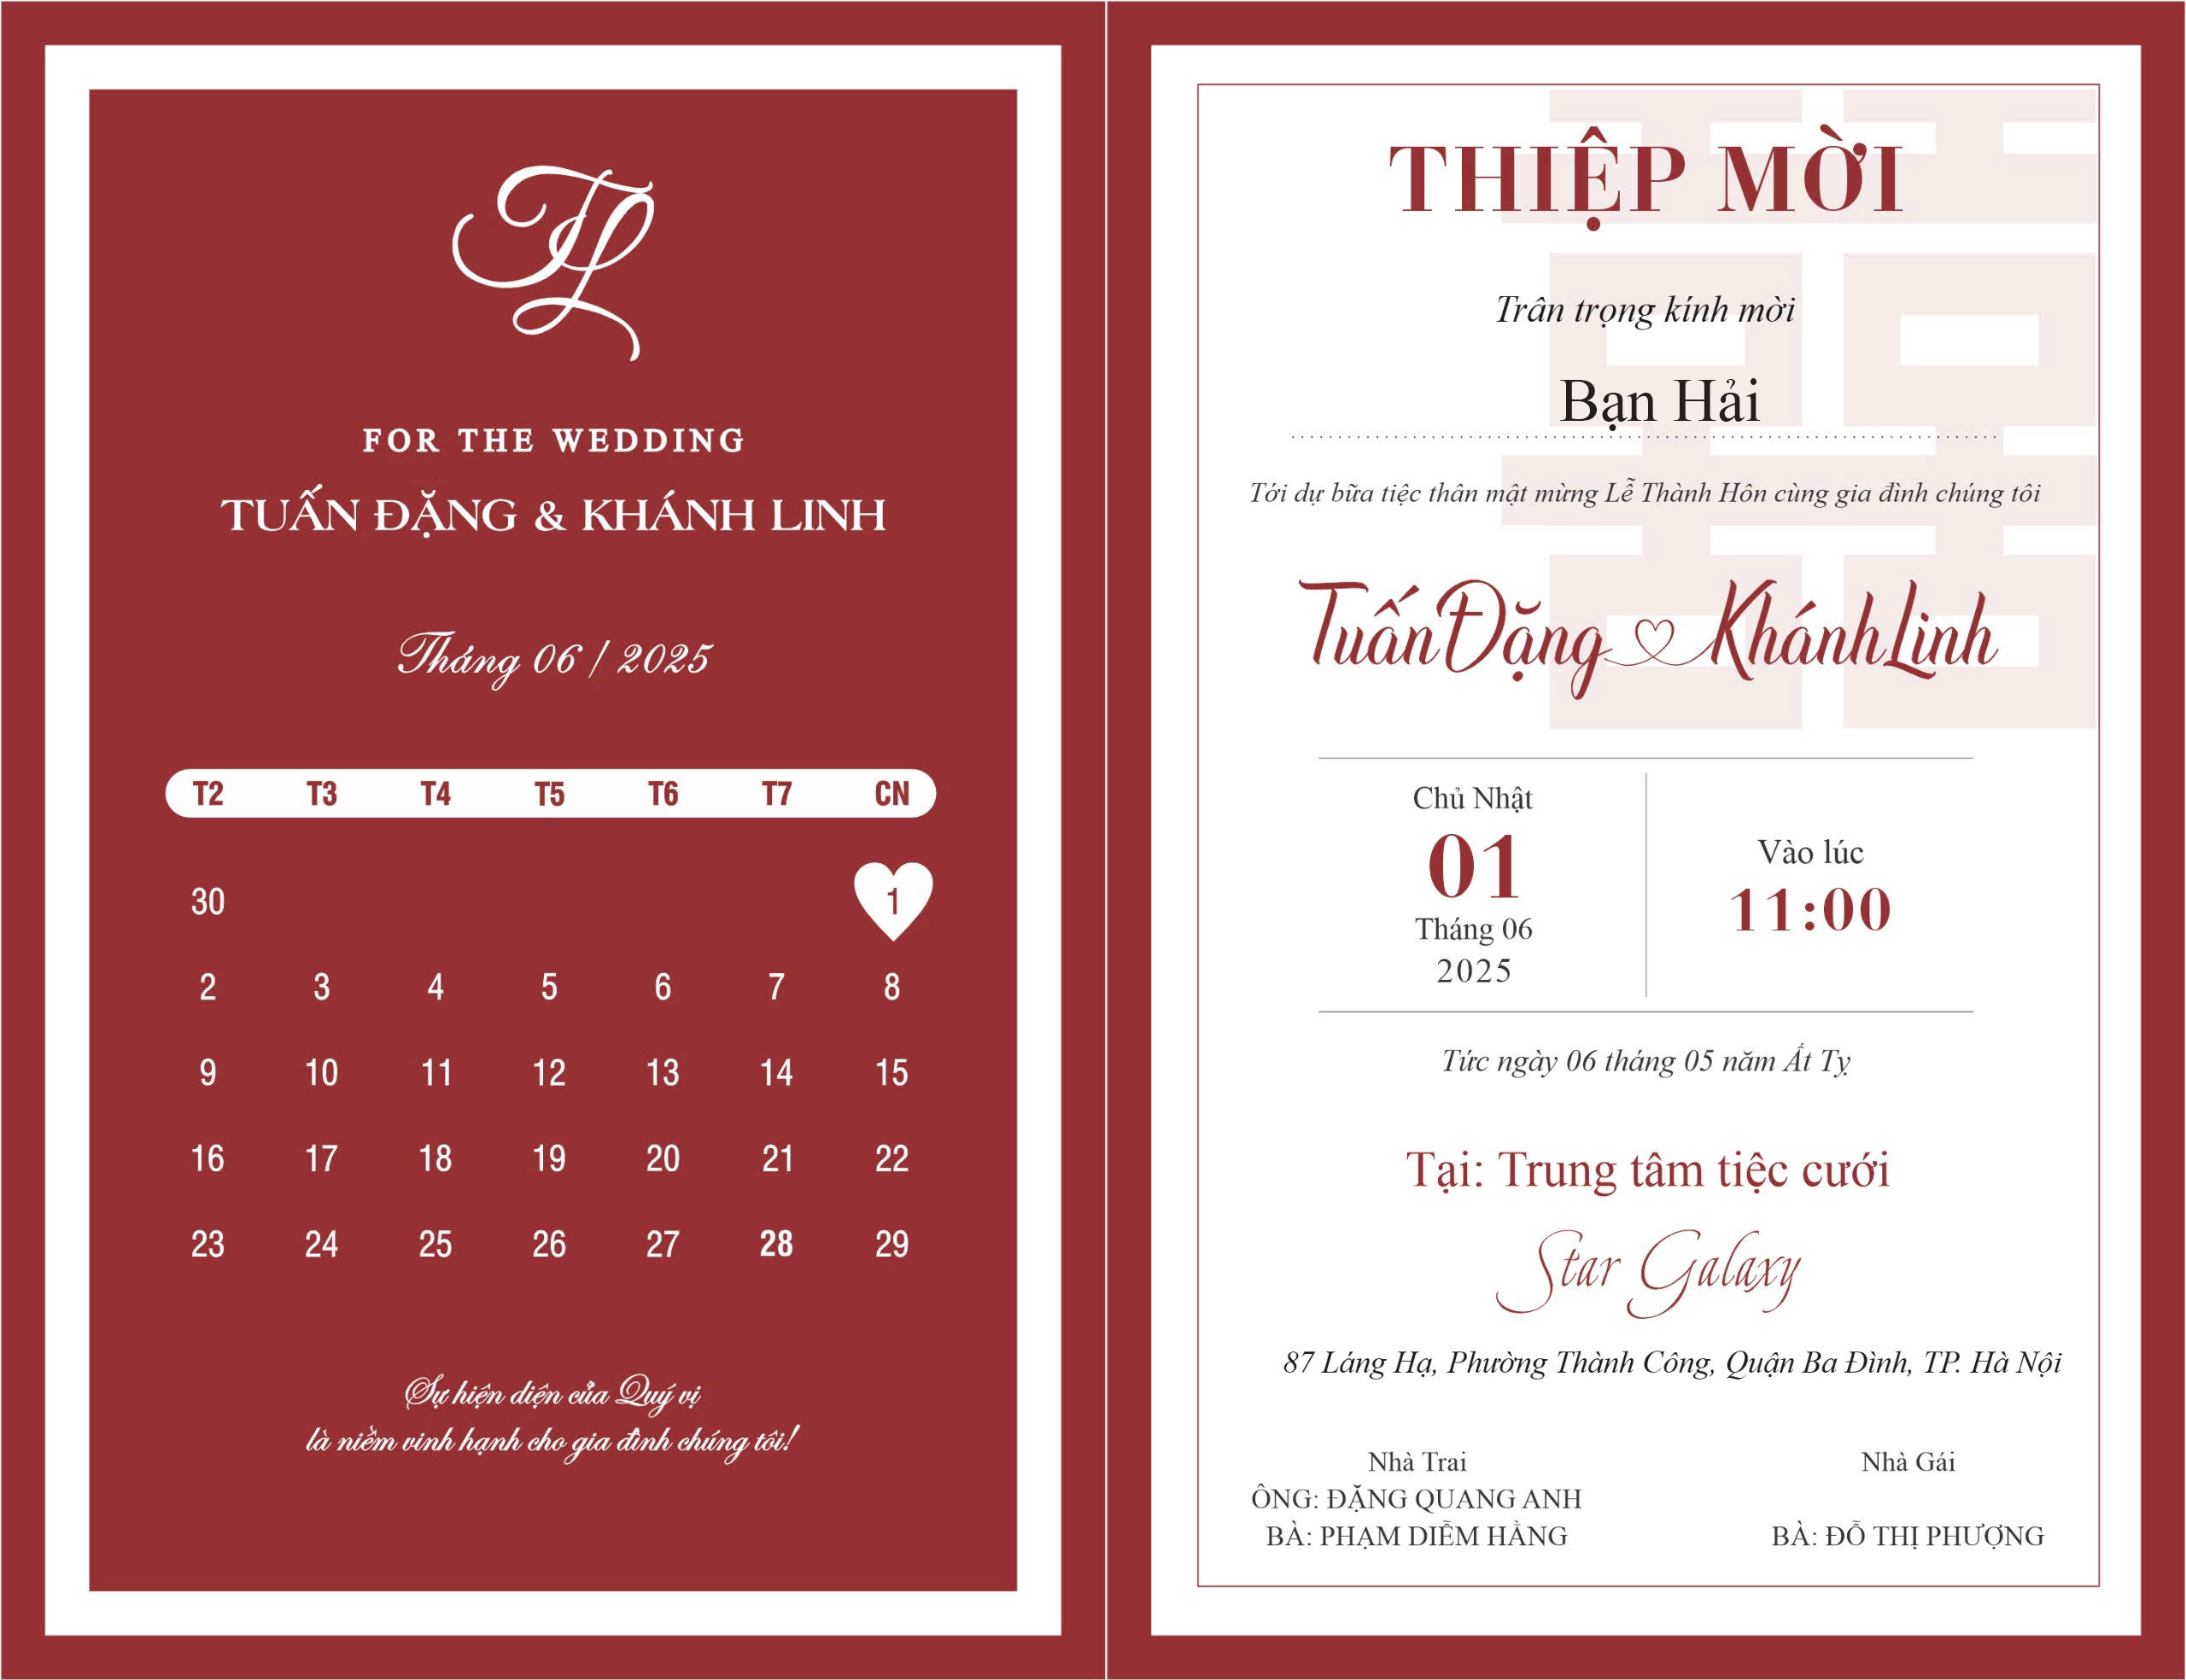 TL
FOR THE WEDDING
TUẤN ĐẶNG & KHÁNH LINH
Tháng 06 / 2025
T2 T3 T4 T5 T6 T7 CN
30 1
2 3 4 5 6 7 8
9 10 11 12 13 14 15
16 17 18 19 20 21 22
23 24 25 26 27 28 29
Sự hiện diện của Quý vị
là niềm vinh hạnh cho gia đình chúng tôi!
囍
THIỆP MỜI
Trân trọng kính mời
Bạn Hải
Tới dự bữa tiệc thân mật mừng Lễ Thành Hôn cùng gia đình chúng tôi
Tuấn Đặng Khánh Linh
Chủ Nhật
01
Tháng 06
2025
Vào lúc
11:00
Tức ngày 06 tháng 05 năm Ất Tỵ
Tại: Trung tâm tiệc cưới
Star Galaxy
87 Láng Hạ, Phường Thành Công, Quận Ba Đình, TP. Hà Nội
Nhà Trai
ÔNG: ĐẶNG QUANG ANH
BÀ: PHẠM DIỄM HẰNG
Nhà Gái
BÀ: ĐỖ THỊ PHƯỢNG